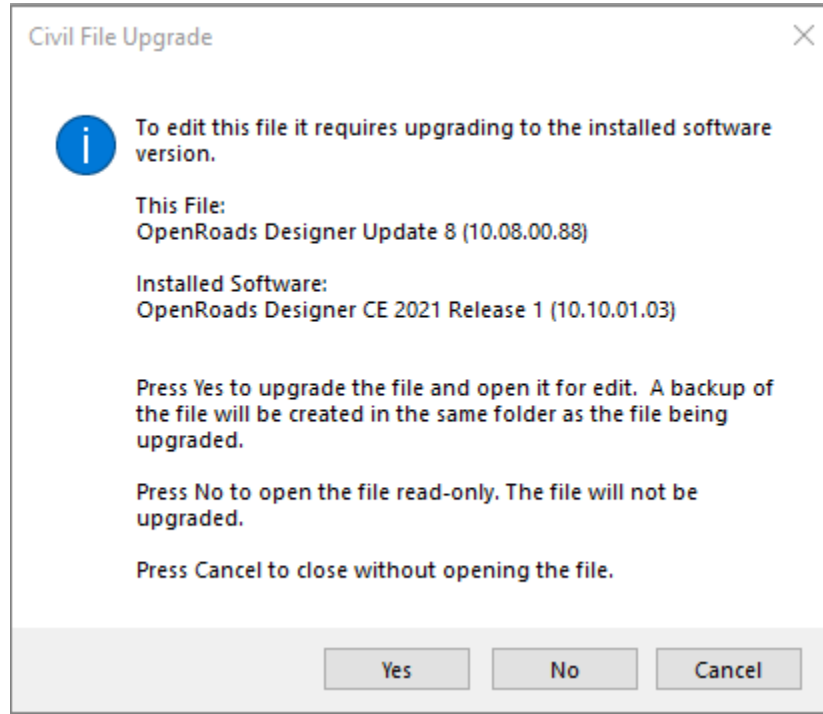 Civil File Upgrade
To edit this file it requires upgrading to the installed software
version.
This File:
OpenRoads Designer Update 8 (10.08.00.88)
Installed Software:
OpenRoads Designer CE 2021 Release 1 (10.10.01.03)
Press Yes to upgrade the file and open it for edit.  A backup of
the file will be created in the same folder as the file being
upgraded.
Press No to open the file read-only. The file will not be
upgraded.
Press Cancel to close without opening the file.
Yes No Cancel